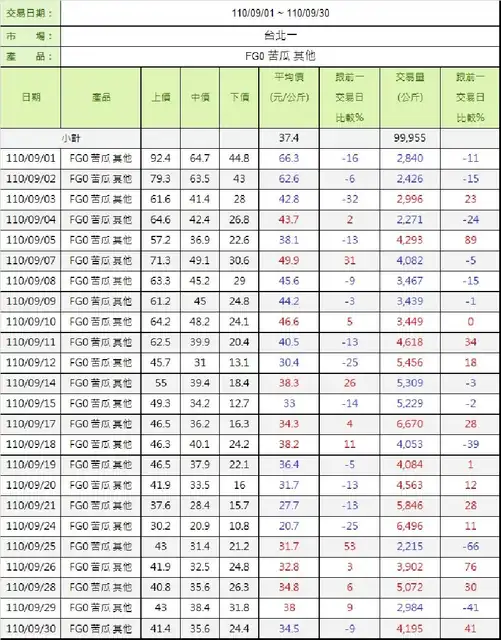 交易日期： 110/09/01 ~ 110/09/30
市 場： 台北一
產 品： FG0 苦瓜 其他
日期 產品 上價 中價 下價 平均價 (元/公斤) 跟前一 交易日 比較% 交易量 (公斤) 跟前一 交易日 比較%
小計 37.4 99,955
110/09/01 FG0 苦瓜 其他 92.4 64.7 44.8 66.3 -16 2,840 -11
110/09/02 FG0 苦瓜 其他 79.3 63.5 43 62.6 -6 2,426 -15
110/09/03 FG0 苦瓜 其他 61.6 41.4 28 42.8 -32 2,996 23
110/09/04 FG0 苦瓜 其他 64.6 42.4 26.8 43.7 2 2,271 -24
110/09/05 FG0 苦瓜 其他 57.2 36.9 22.6 38.1 -13 4,293 89
110/09/07 FG0 苦瓜 其他 71.3 49.1 30.6 49.9 31 4,082 -5
110/09/08 FG0 苦瓜 其他 63.3 45.2 29 45.6 -9 3,467 -15
110/09/09 FG0 苦瓜 其他 61.2 45 24.8 44.2 -3 3,439 -1
110/09/10 FG0 苦瓜 其他 64.2 48.2 24.1 46.6 5 3,449 0
110/09/11 FG0 苦瓜 其他 62.5 39.9 20.4 40.5 -13 4,618 34
110/09/12 FG0 苦瓜 其他 45.7 31 13.1 30.4 -25 5,456 18
110/09/14 FG0 苦瓜 其他 55 39.4 18.4 38.3 26 5,309 -3
110/09/15 FG0 苦瓜 其他 49.3 34.2 12.7 33 -14 5,229 -2
110/09/17 FG0 苦瓜 其他 46.5 36.2 16.3 34.3 4 6,670 28
110/09/18 FG0 苦瓜 其他 46.3 40.1 24.2 38.2 11 4,053 -39
110/09/19 FG0 苦瓜 其他 46.5 37.9 22.1 36.4 -5 4,084 1
110/09/20 FG0 苦瓜 其他 41.9 33.5 16 31.7 -13 4,563 12
110/09/21 FG0 苦瓜 其他 37.6 28.4 15.7 27.7 -13 5,846 28
110/09/24 FG0 苦瓜 其他 30.2 20.9 10.8 20.7 -25 6,496 11
110/09/25 FG0 苦瓜 其他 43 31.4 21.2 31.7 53 2,215 -66
110/09/26 FG0 苦瓜 其他 41.9 32.5 24.8 32.8 3 3,902 76
110/09/28 FG0 苦瓜 其他 40.8 35.6 26.3 34.8 6 5,072 30
110/09/29 FG0 苦瓜 其他 43 38.4 31.8 38 9 2,984 -41
110/09/30 FG0 苦瓜 其他 41.4 35.6 24.4 34.5 -9 4,195 41